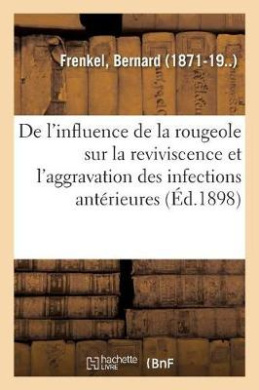 Frenkel, Bernard (1871-19..)
De l'influence de la rougeole sur la reviviscence et l'aggravation des infections antérieures (Éd.1898)
hachette
LIVRE
{BnF